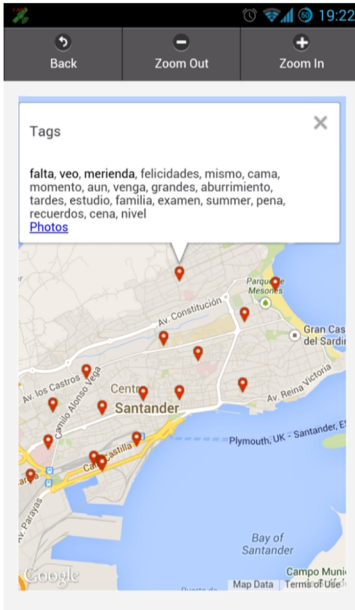 50 19:22
Back Zoom Out Zoom In
Tags
falta, veo, merienda, felicidades, mismo, cama,
momento, aun, venga, grandes, aburrimiento,
tardes, estudio, familia, examen, summer, pena,
recuerdos, cena, nivel
Photos
Parque de
Mesones
Av. Constitución
Gran Cas
del Sardin
Av. los Castros
Camilo Alonso Vega
Centro
Santander
Av. Reina Victoria
Plymouth, UK - Santander, E
Castilla
Av. Parayas
Bay of
Santander
Campo Muni
Google
Map Data Terms of Use